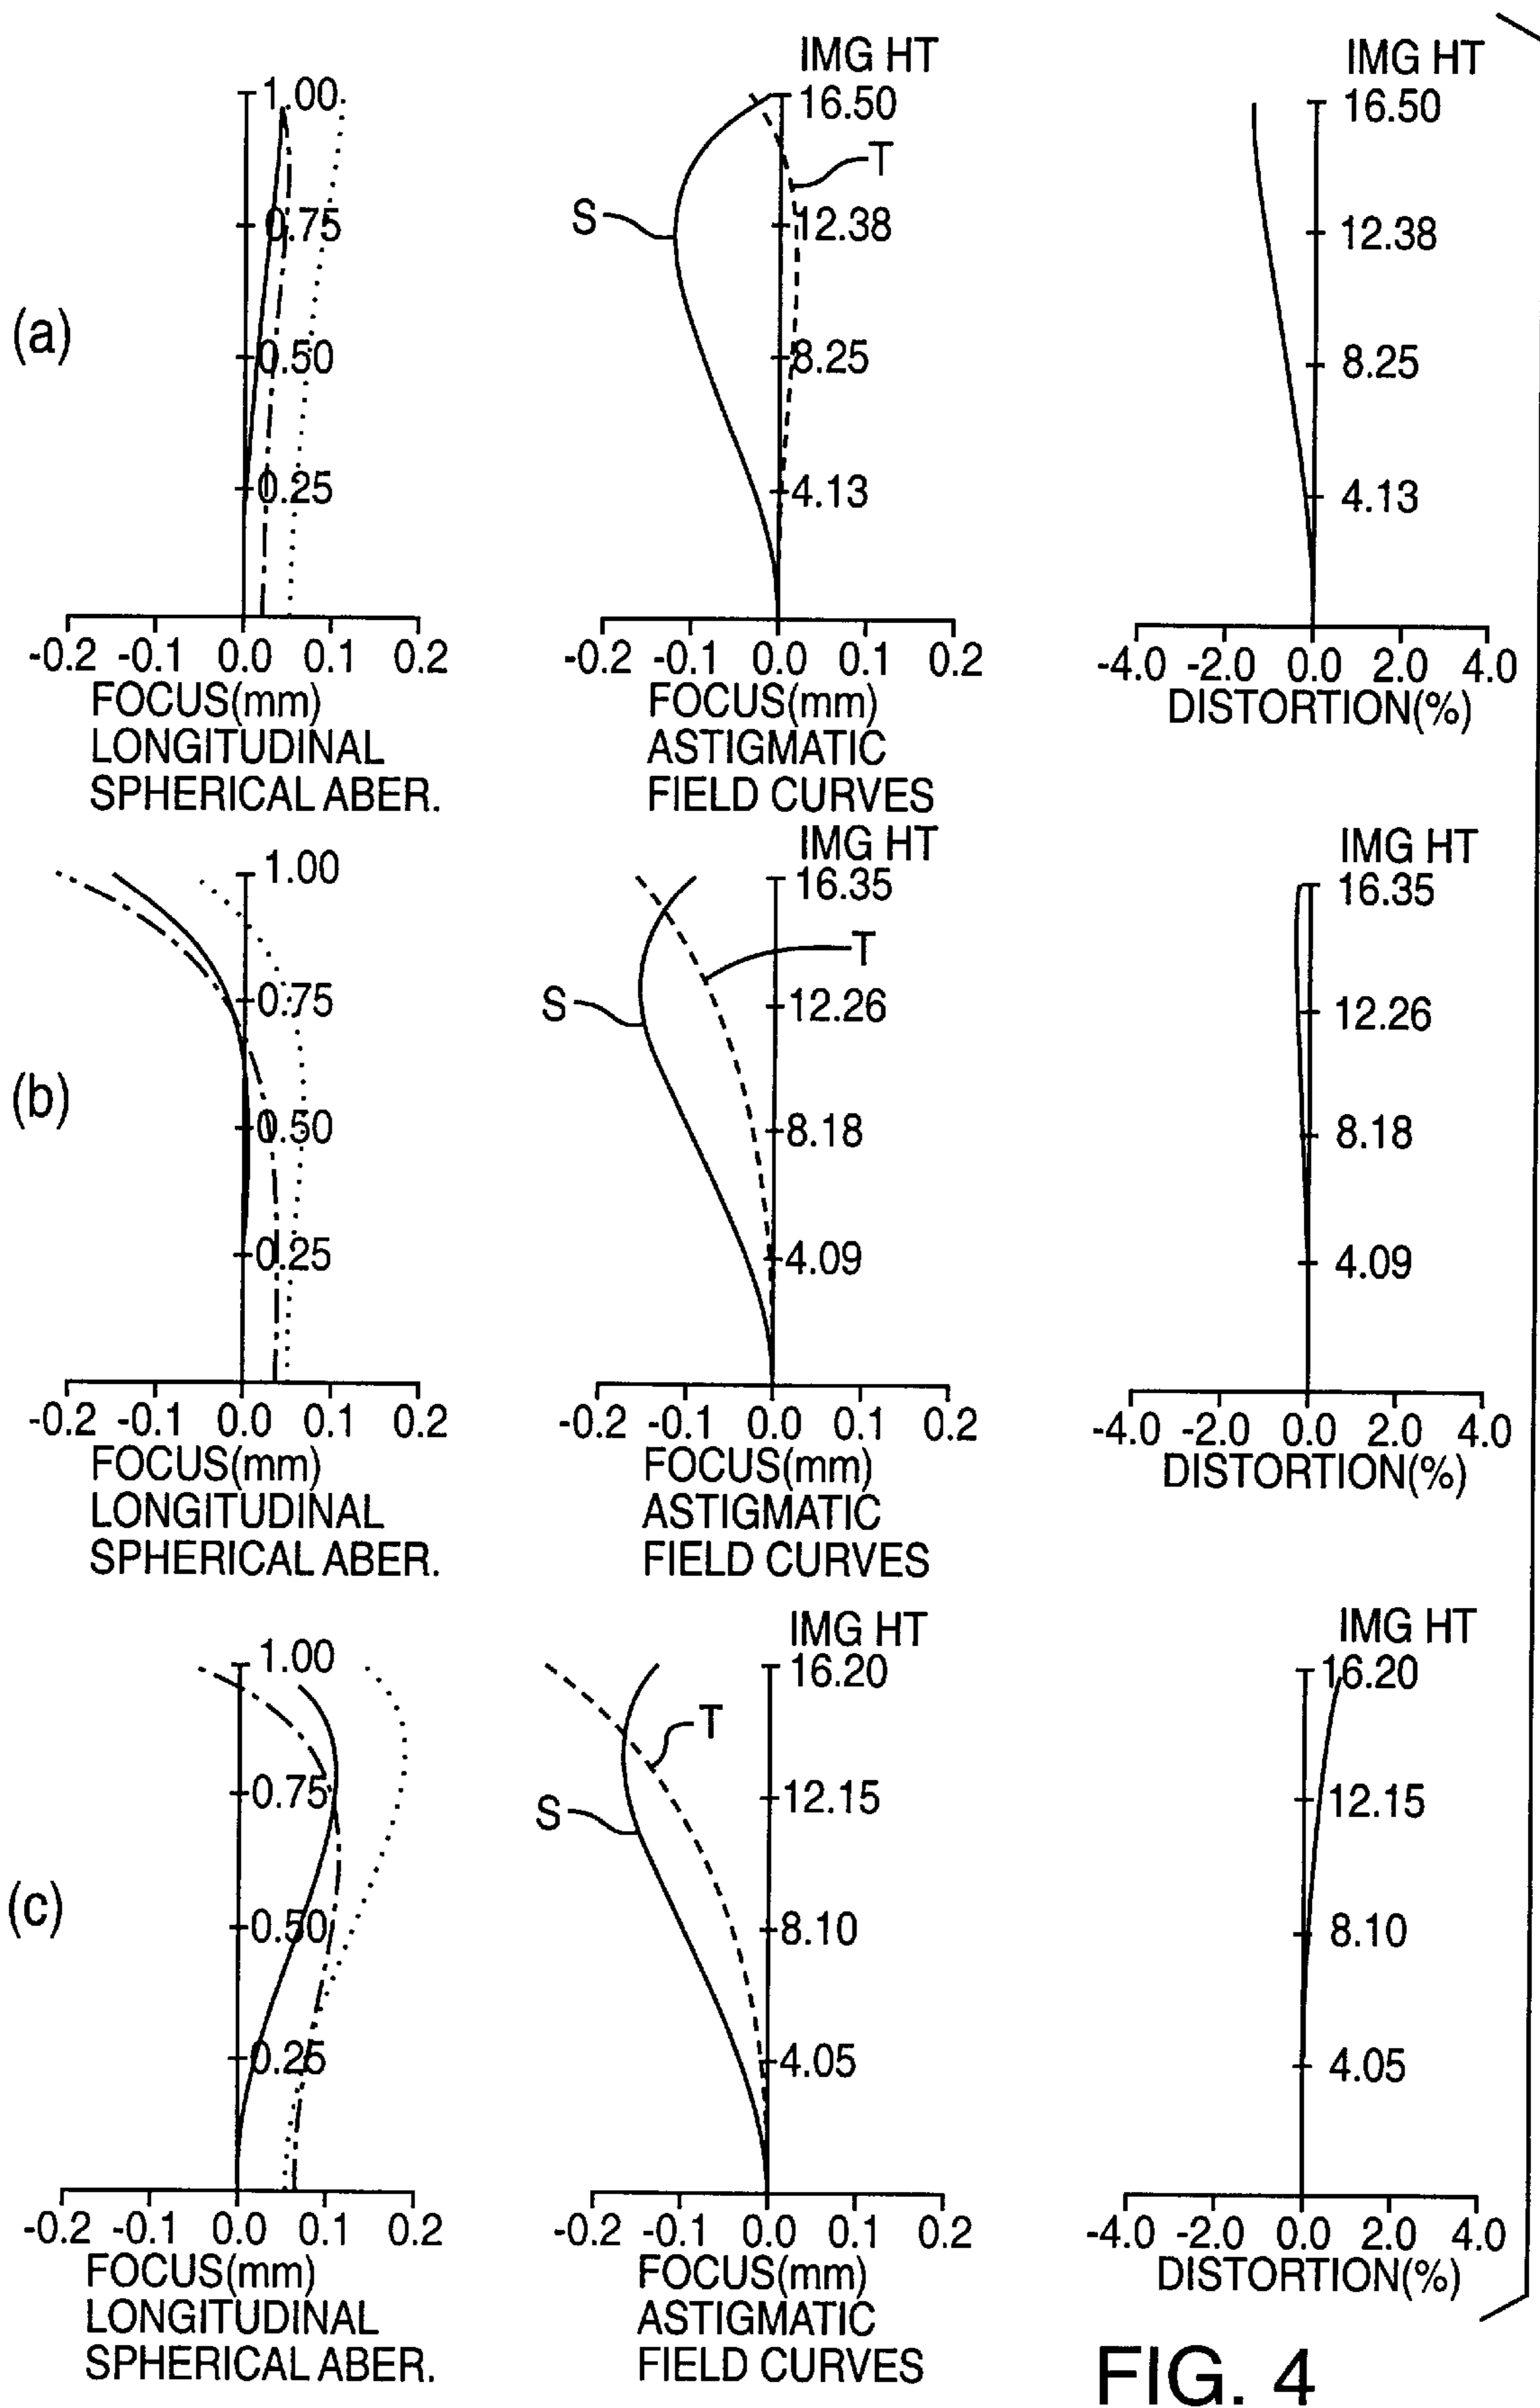 (a)
1.00
0.75
0.50
0.25
-0.2 -0.1 0.0 0.1 0.2
FOCUS(mm)
LONGITUDINAL
SPHERICAL ABER.
IMG HT
16.50
T
S
12.38
8.25
4.13
-0.2 -0.1 0.0 0.1 0.2
FOCUS(mm)
ASTIGMATIC
FIELD CURVES
IMG HT
16.50
12.38
8.25
4.13
-4.0 -2.0 0.0 2.0 4.0
DISTORTION(%)
(b)
1.00
0.75
0.50
0.25
-0.2 -0.1 0.0 0.1 0.2
FOCUS(mm)
LONGITUDINAL
SPHERICAL ABER.
IMG HT
16.35
T
S
12.26
8.18
4.09
-0.2 -0.1 0.0 0.1 0.2
FOCUS(mm)
ASTIGMATIC
FIELD CURVES
IMG HT
16.35
12.26
8.18
4.09
-4.0 -2.0 0.0 2.0 4.0
DISTORTION(%)
(c)
1.00
0.75
0.50
0.25
-0.2 -0.1 0.0 0.1 0.2
FOCUS(mm)
LONGITUDINAL
SPHERICAL ABER.
IMG HT
16.20
T
S
12.15
8.10
4.05
-0.2 -0.1 0.0 0.1 0.2
FOCUS(mm)
ASTIGMATIC
FIELD CURVES
IMG HT
16.20
12.15
8.10
4.05
-4.0 -2.0 0.0 2.0 4.0
DISTORTION(%)
FIG. 4